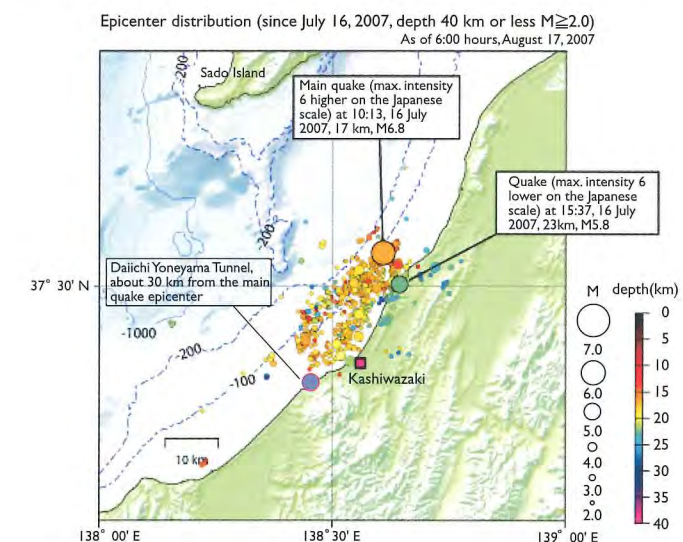 Epicenter distribution (since July 16, 2007, depth 40 km or less M≧2.0)
As of 6:00 hours, August 17, 2007
-200
Sado Island
Main quake (max. intensity
6 higher on the Japanese
scale) at 10:13, 16 July
2007, 17 km, M6.8
Quake (max. intensity 6
lower on the Japanese
scale) at 15:37, 16 July
2007, 23km, M5.8
-200
Daiichi Yoneyama Tunnel,
about 30 km from the main
quake epicenter
37° 30' N
-1000
-200
-100
Kashiwazaki
10 km
138° 00' E
138° 30' E
139° 00' E
M
7.0
6.0
5.0
4.0
3.0
2.0
depth(km)
0
5
10
15
20
25
30
35
40